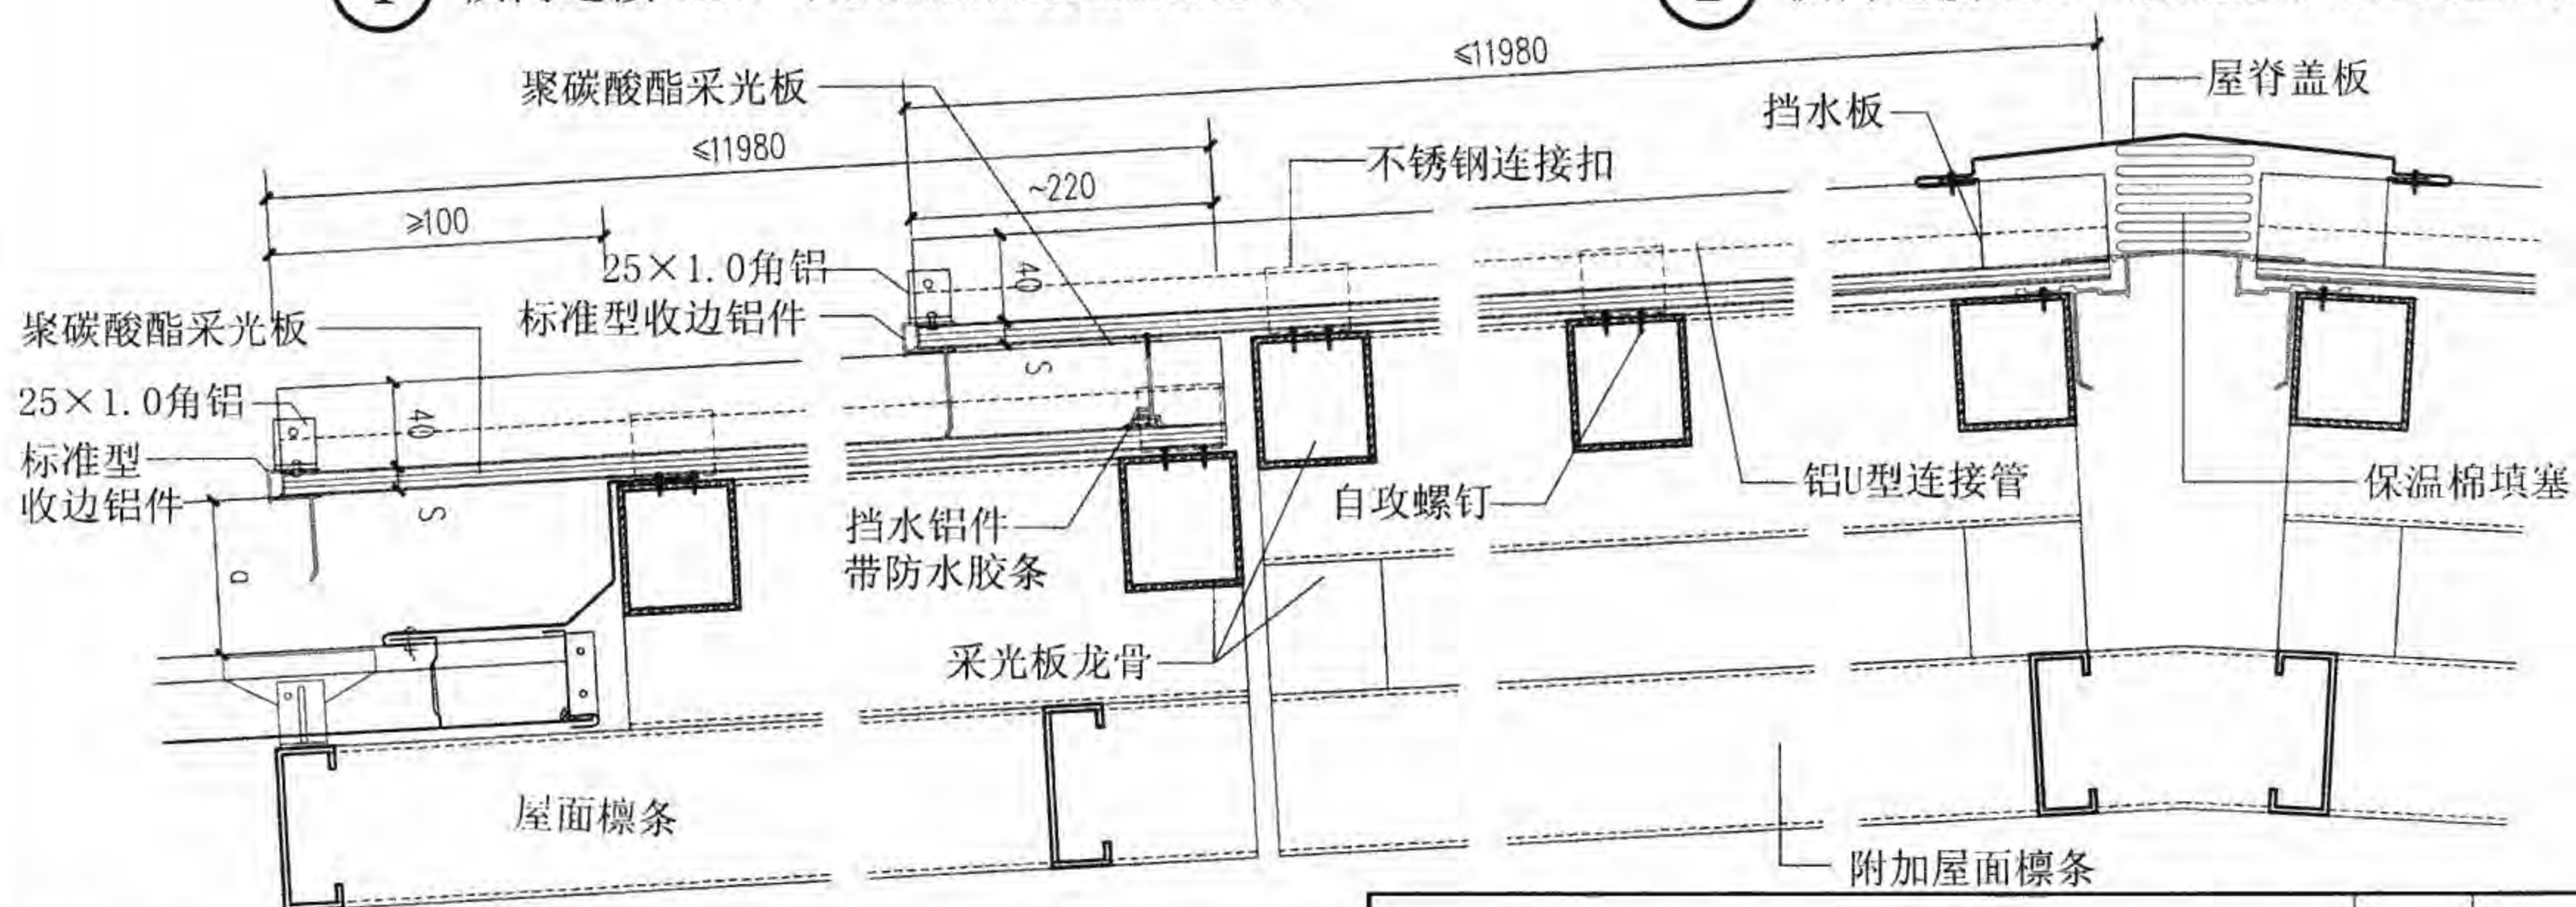 ≤11980
聚碳酸酯采光板
屋脊盖板
挡水板
≤11980
不锈钢连接扣
~220
≥100
25×1.0角铝
40
标准型收边铝件
聚碳酸酯采光板
S
25×1.0角铝
40
标准型
收边铝件
S
铝U型连接管
保温棉填塞
自攻螺钉
挡水铝件
带防水胶条
a
采光板龙骨
屋面檩条
附加屋面檩条